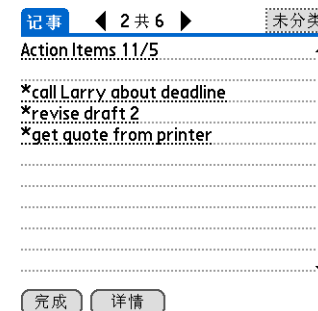 记事 2 共 6 未分类
Action Items 11/5
*call Larry about deadline
*revise draft 2
*get quote from printer
完成 详情